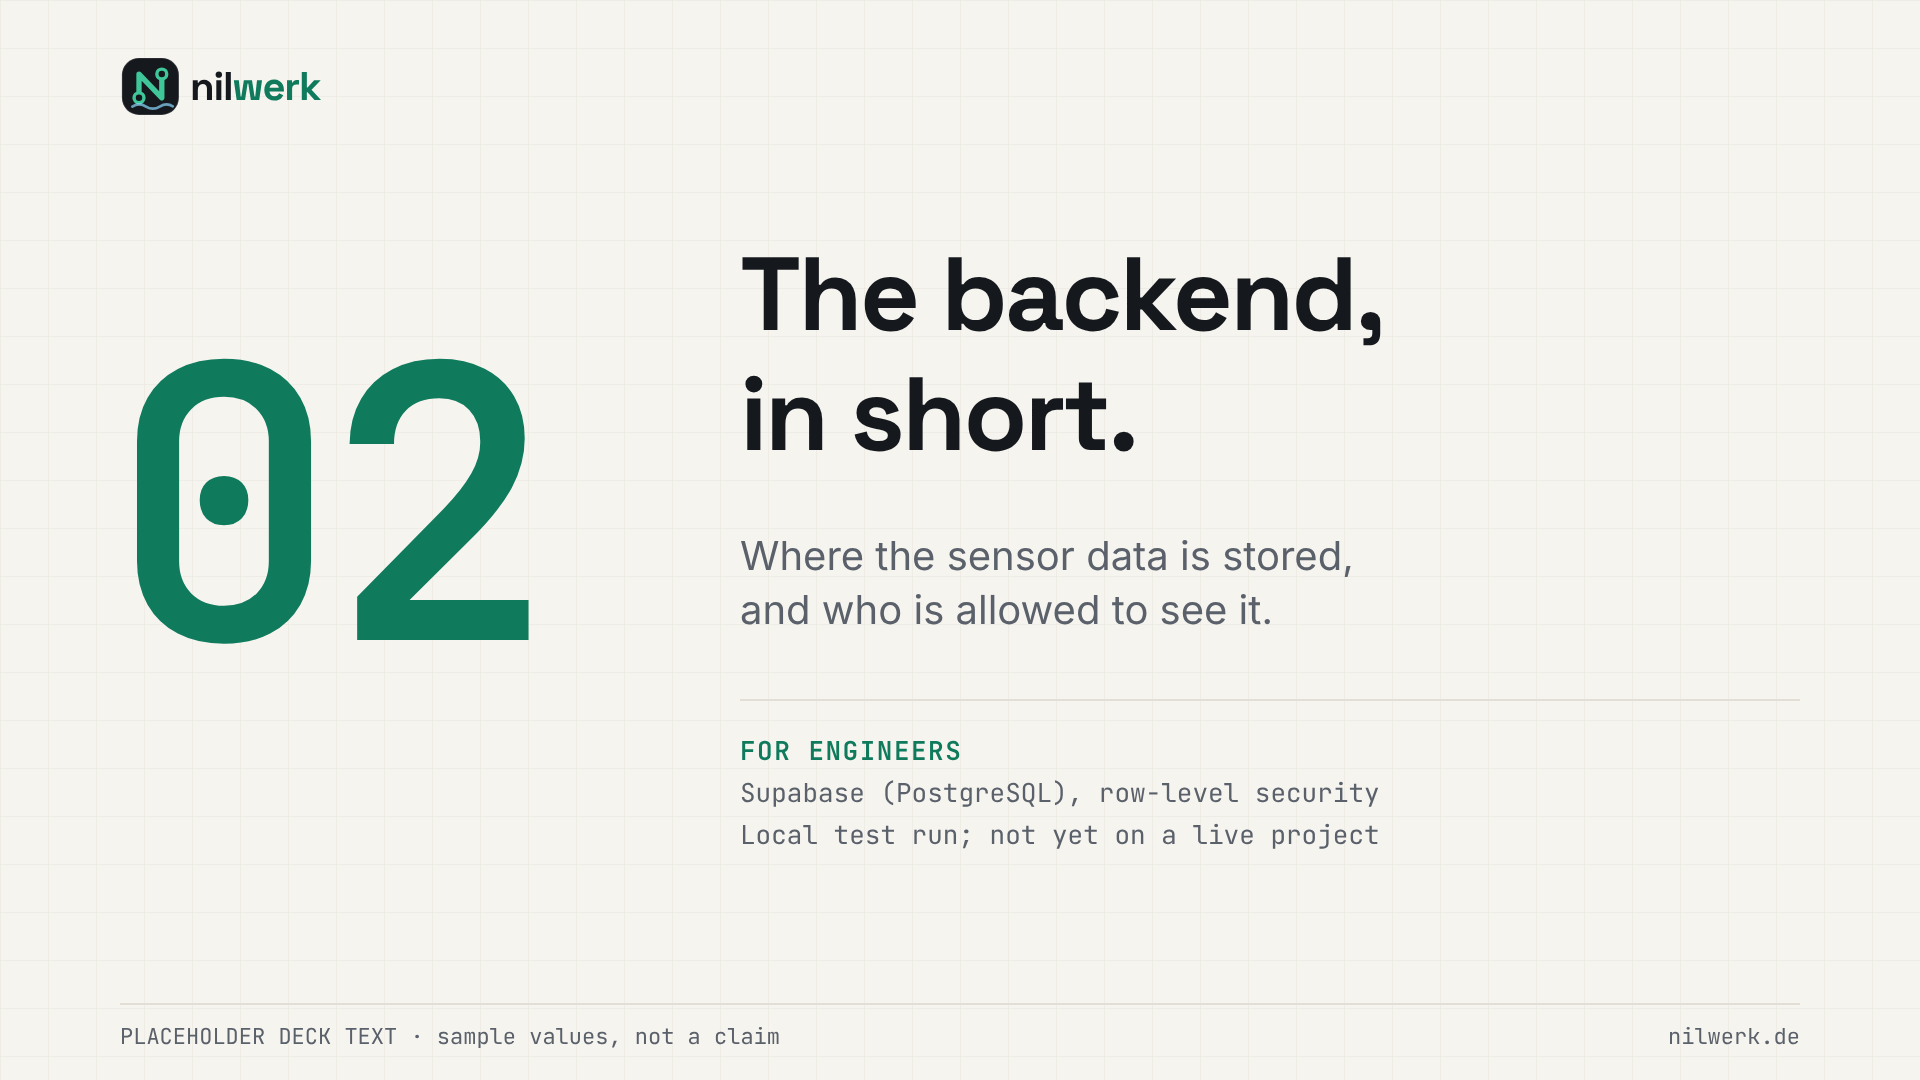 nilwerk
02
The backend,
in short.
Where the sensor data is stored,
and who is allowed to see it.
FOR ENGINEERS
Supabase (PostgreSQL), row-level security
Local test run; not yet on a live project
PLACEHOLDER DECK TEXT · sample values, not a claim
nilwerk.de